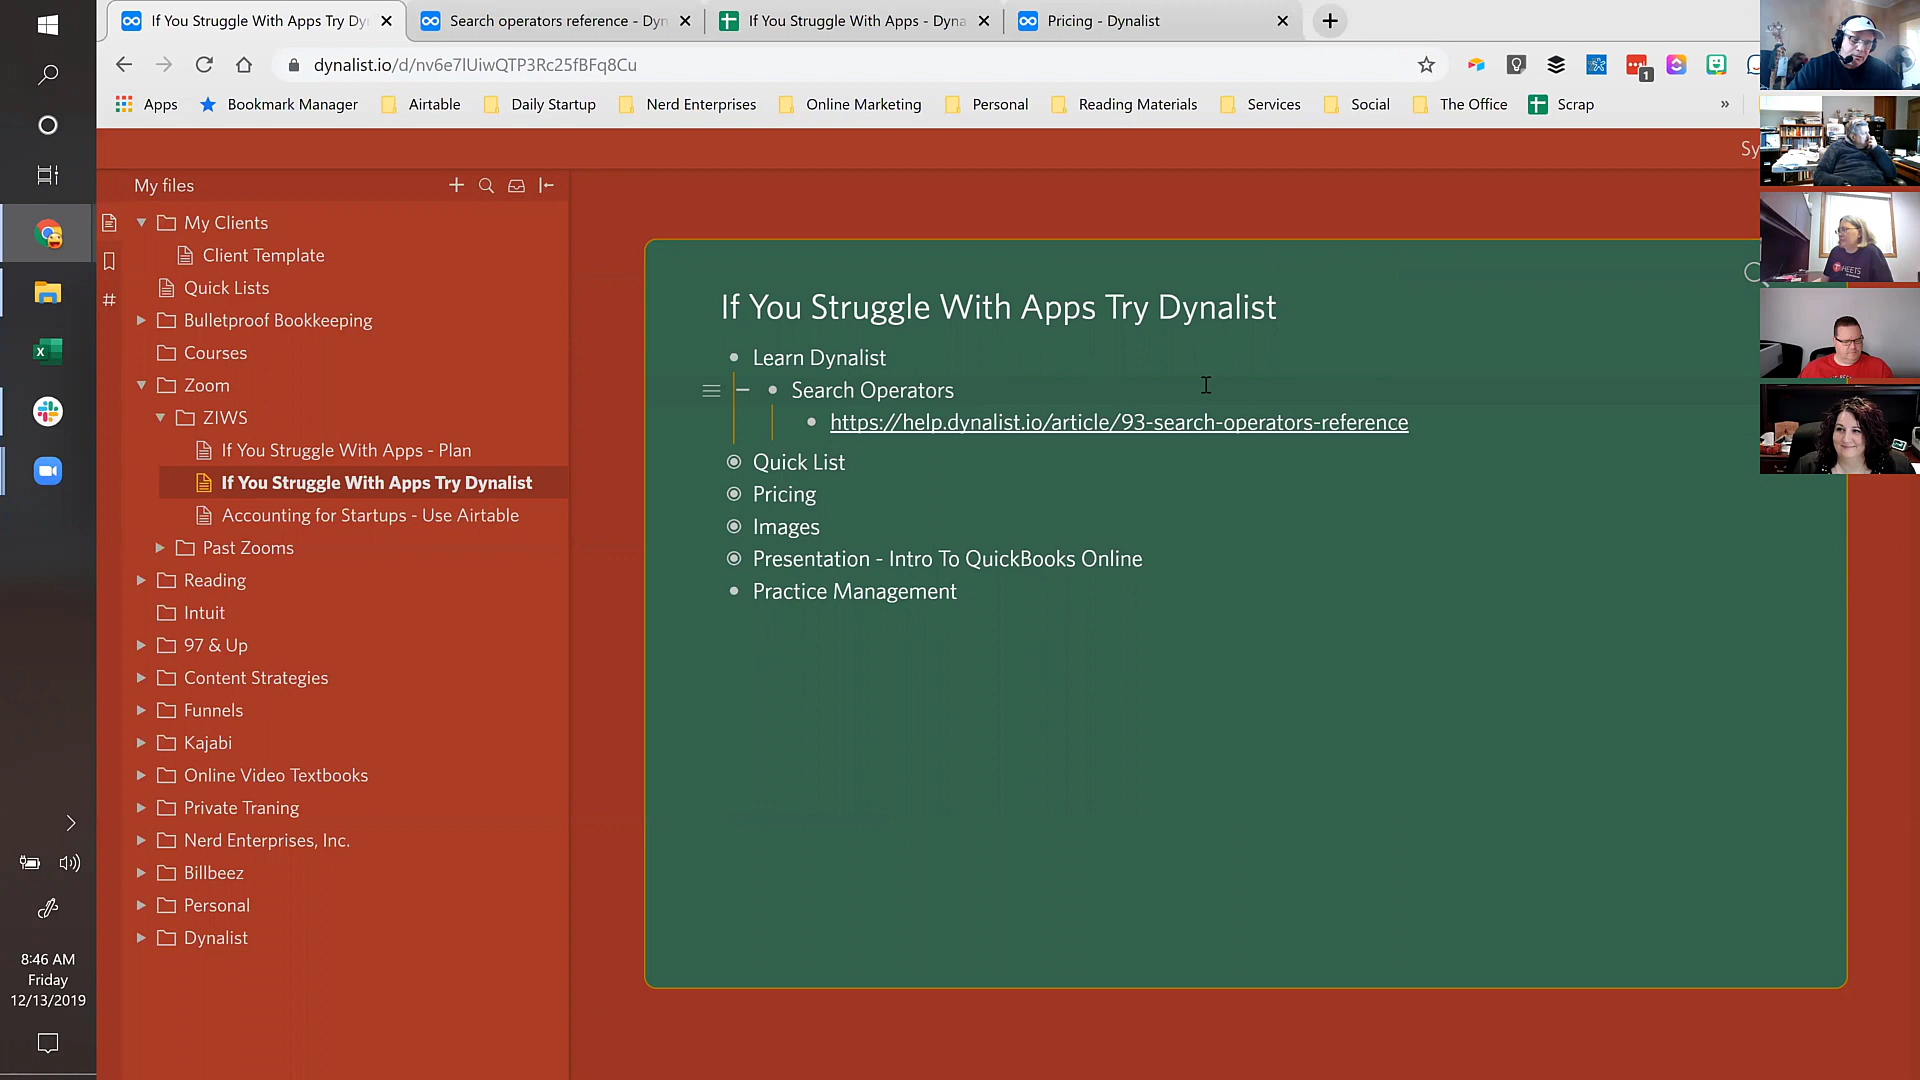 If You Struggle With Apps Try Dy
Search operators reference - Dyn
If You Struggle With Apps - Dyna
Pricing - Dynalist
dynalist.io/d/nv6e7lUiwQTP3Rc25fBFq8Cu
1
Apps
Bookmark Manager
Airtable
Daily Startup
Nerd Enterprises
Online Marketing
Personal
Reading Materials
Services
Social
The Office
Scrap
Sy
My files
My Clients
Client Template
Quick Lists
Bulletproof Bookkeeping
Courses
Zoom
ZIWS
If You Struggle With Apps - Plan
If You Struggle With Apps Try Dynalist
Accounting for Startups - Use Airtable
Past Zooms
Reading
Intuit
97 & Up
Content Strategies
Funnels
Kajabi
Online Video Textbooks
Private Traning
Nerd Enterprises, Inc.
Billbeez
Personal
Dynalist
If You Struggle With Apps Try Dynalist
Learn Dynalist
Search Operators
https://help.dynalist.io/article/93-search-operators-reference
Quick List
Pricing
Images
Presentation - Intro To QuickBooks Online
Practice Management
8:46 AM
Friday
12/13/2019